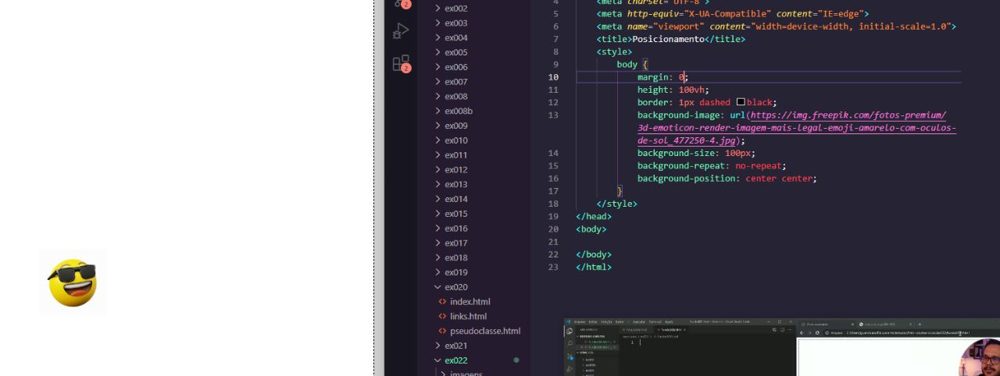 ex002
ex003
ex004
ex005
ex006
ex007
ex008
ex008b
ex009
ex010
ex011
ex012
ex013
ex014
ex015
ex016
ex017
ex018
ex019
ex020
index.html
links.html
pseudoclasse.html
ex021
ex022
imagens
2
2
4 <meta charset="UTF-8">
5 <meta http-equiv="X-UA-Compatible" content="IE=edge">
6 <meta name="viewport" content="width=device-width, initial-scale=1.0">
7 <title>Posicionamento</title>
8 <style>
9 body {
10 margin: 0;
11 height: 100vh;
12 border: 1px dashed black;
13 background-image: url(https://img.freepik.com/fotos-premium/
3d-emoticon-render-imagem-mais-legal-emoji-amarelo-com-oculos-
de-sol_477250-4.jpg);
14 background-size: 100px;
15 background-repeat: no-repeat;
16 background-position: center center;
17 }
18 </style>
19 </head>
20 <body>
21
22 </body>
23 </html>